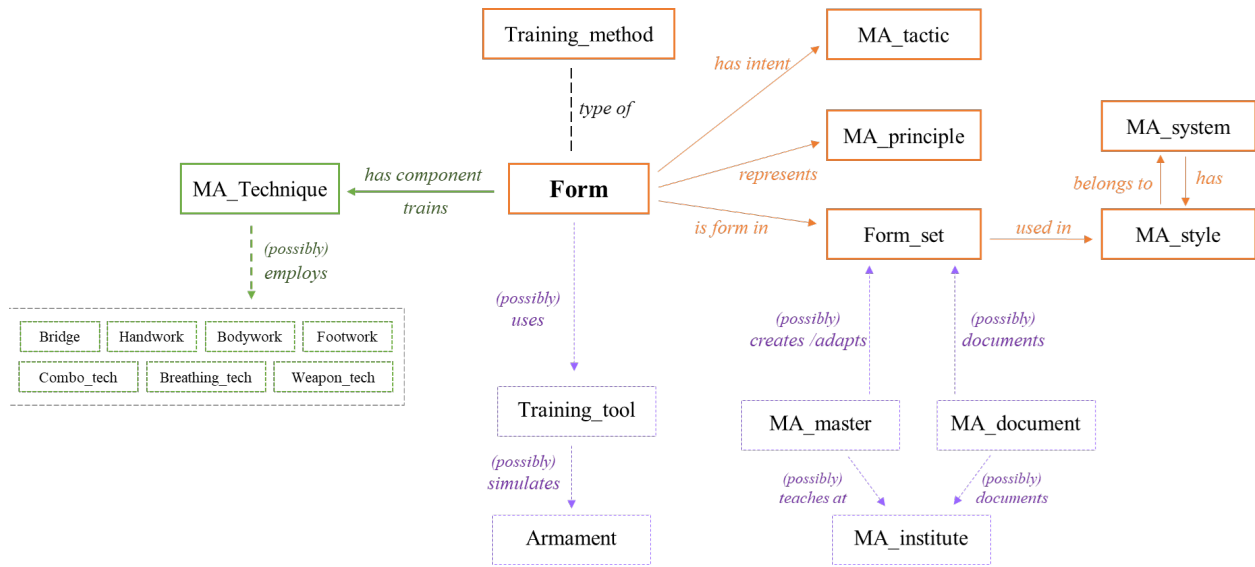 Training_method
MA_tactic
has intent
type of
MA_system
MA_principle
has component
MA_Technique
Form
represents
belongs to
has
trains
is form in
Form_set
used in
MA_style
(possibly)
employs
(possibly)
uses
(possibly)
creates /adapts
(possibly)
documents
Bridge
Handwork
Bodywork
Footwork
Combo_tech
Breathing_tech
Weapon_tech
Training_tool
MA_master
MA_document
(possibly)
simulates
(possibly)
teaches at
(possibly)
documents
Armament
MA_institute